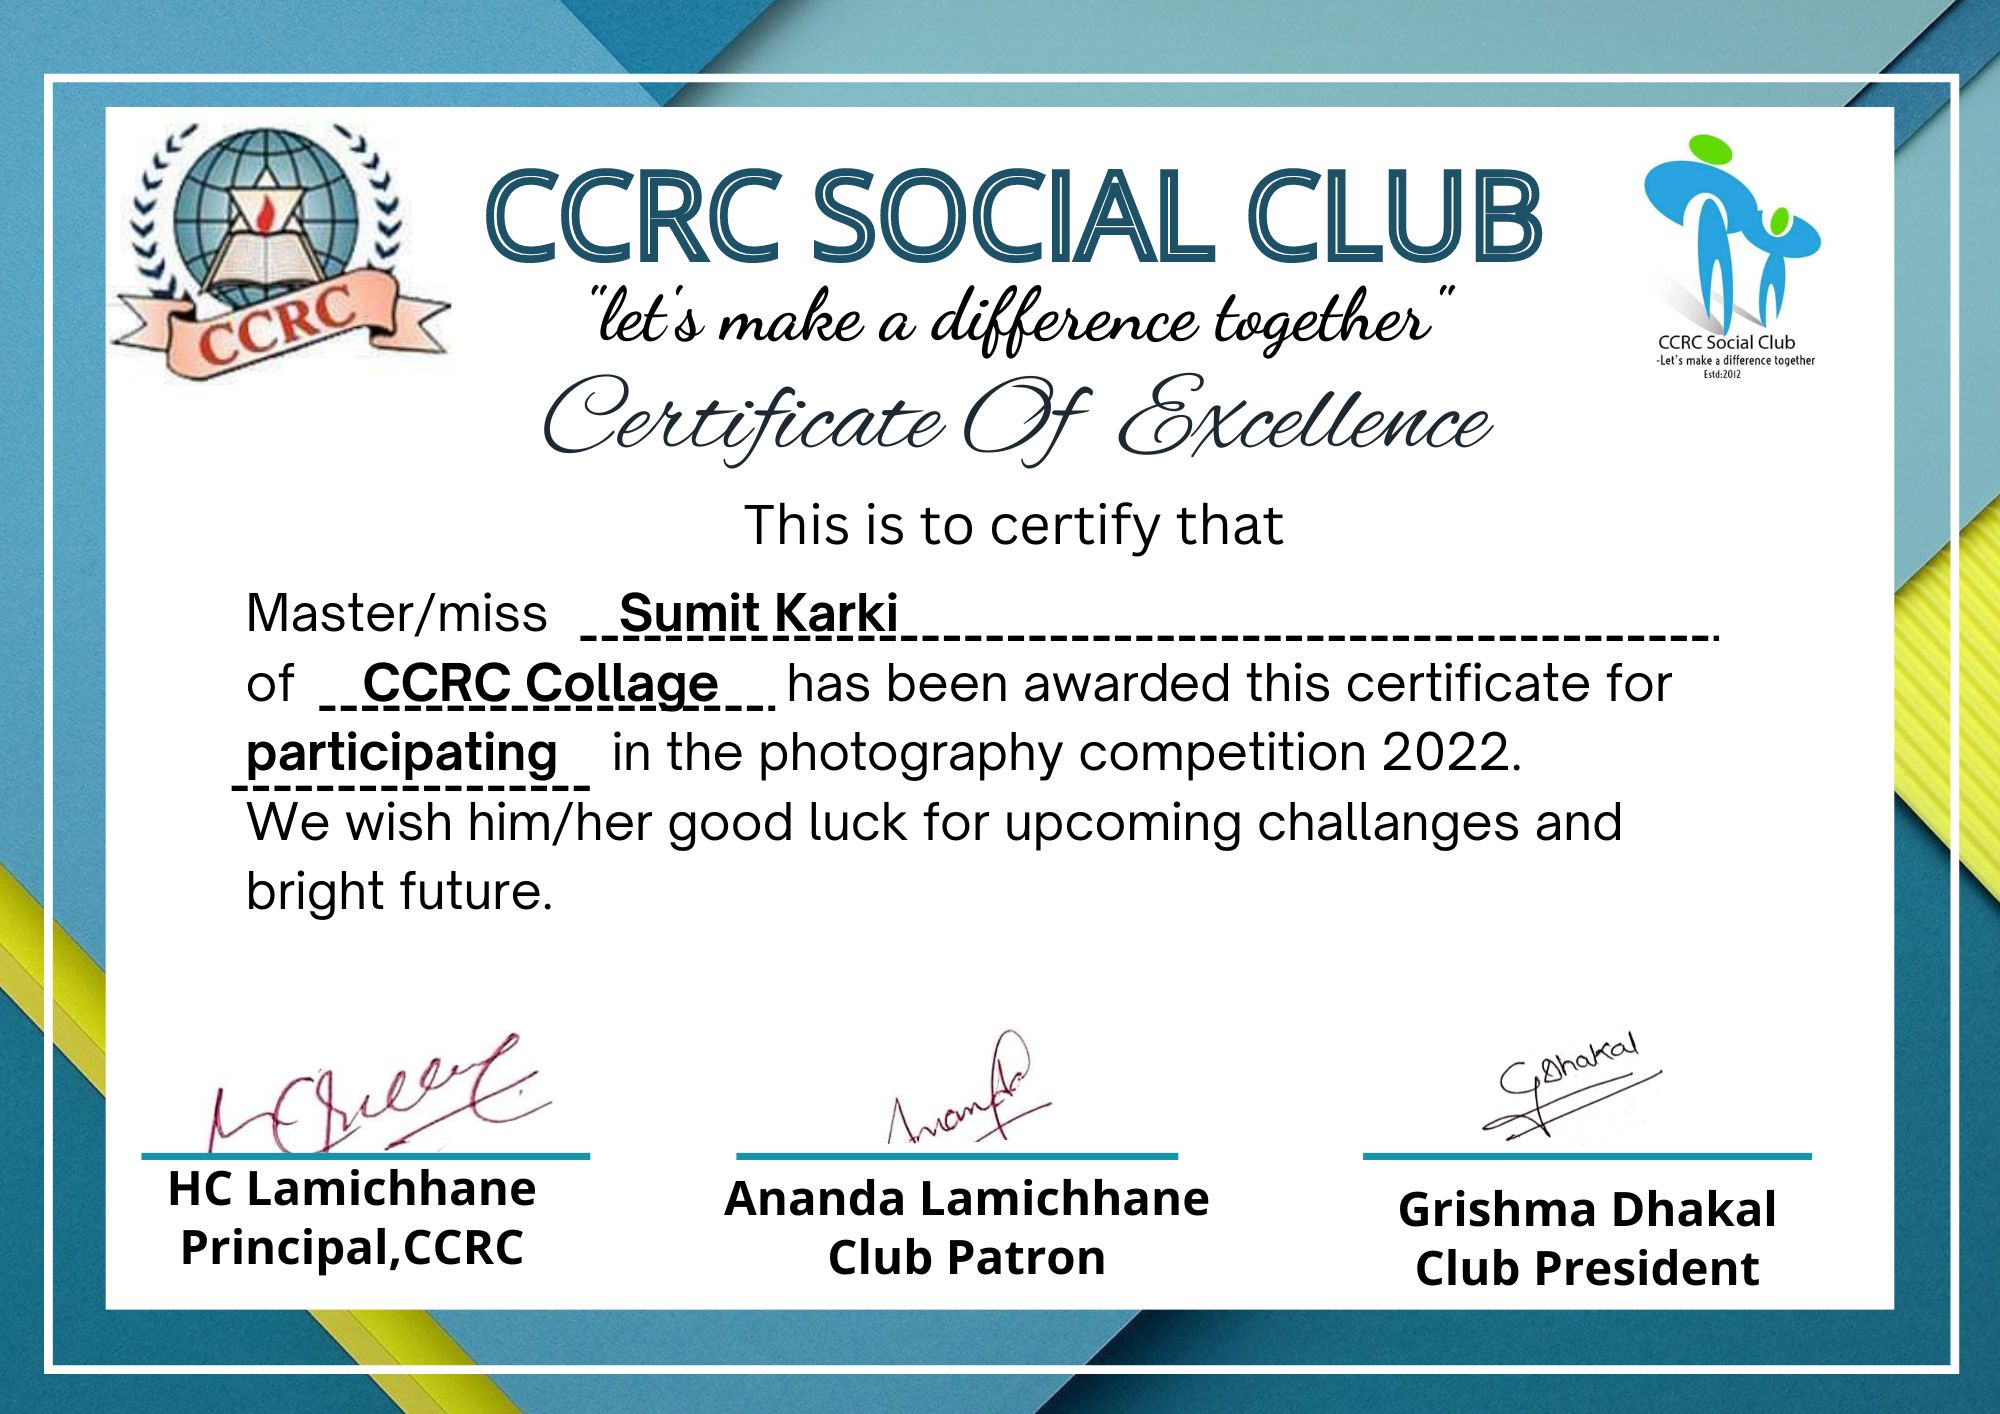 CCRC
CCRC SOCIAL CLUB
"let's make a difference together"
CCRC Social Club
-Let's make a difference together
Estd:2012
Certificate Of Excellence
This is to certify that
Master/miss Sumit Karki
of CCRC Collage has been awarded this certificate for
participating in the photography competition 2022.
We wish him/her good luck for upcoming challanges and
bright future.
Ananda
GDhakal
HC Lamichhane
Principal,CCRC
Ananda Lamichhane
Club Patron
Grishma Dhakal
Club President